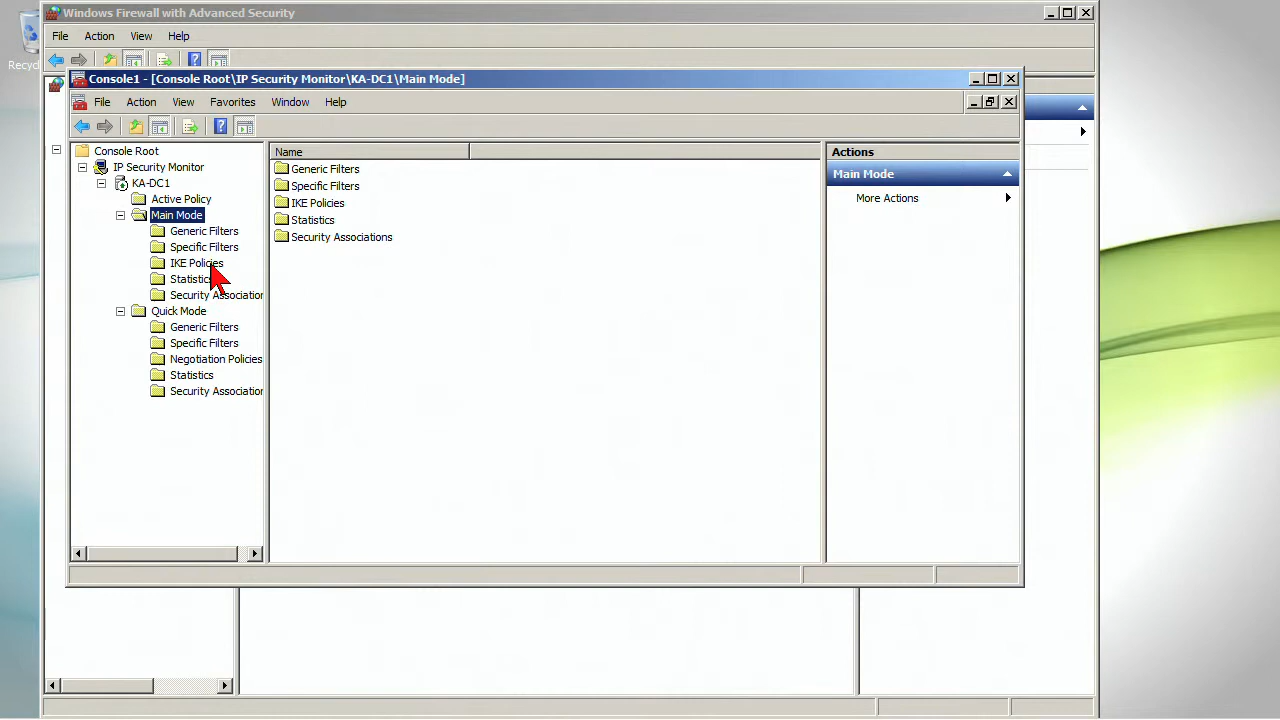 Windows Firewall with Advanced Security
File Action View Help
Recyc
Console1 - [Console Root\IP Security Monitor\KA-DC1\Main Mode]
File Action View Favorites Window Help
Console Root
IP Security Monitor
KA-DC1
Active Policy
Main Mode
Generic Filters
Specific Filters
IKE Policies
Statistics
Security Association
Quick Mode
Generic Filters
Specific Filters
Negotiation Policies
Statistics
Security Association
Name
Generic Filters
Specific Filters
IKE Policies
Statistics
Security Associations
Actions
Main Mode
More Actions